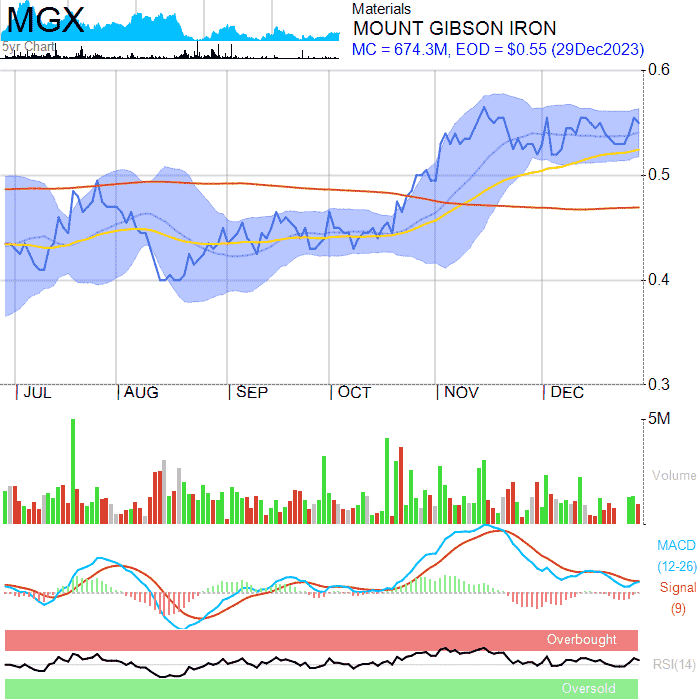 MGX
5yr Chart
Materials
MOUNT GIBSON IRON
MC = 674.3M, EOD = $0.55 (29Dec2023)
0.6
0.5
0.4
0.3
JUL AUG SEP OCT NOV DEC
5M
Volume
MACD
(12-26)
Signal
(9)
Overbought
RSI(14)
Oversold